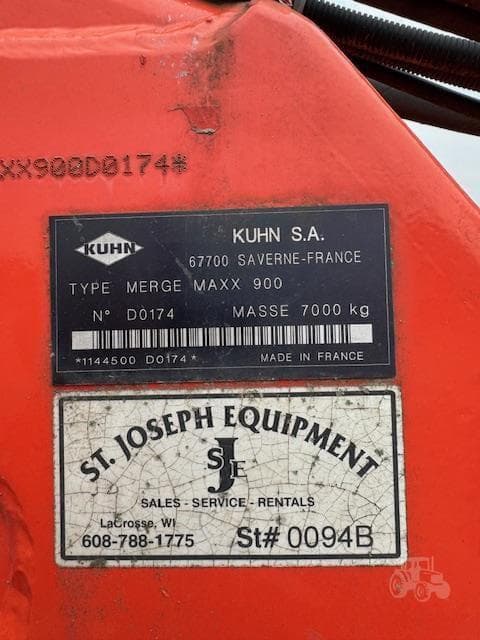 XX900D0174*
KUHN
KUHN S.A.
67700 SAVERNE-FRANCE
TYPE MERGE MAXX 900
N° D0174 MASSE 7000 kg
*1144500 D0174* MADE IN FRANCE
ST. JOSEPH EQUIPMENT
SJE
SALES - SERVICE - RENTALS
LaCrosse, WI
608-788-1775 St# 0094B